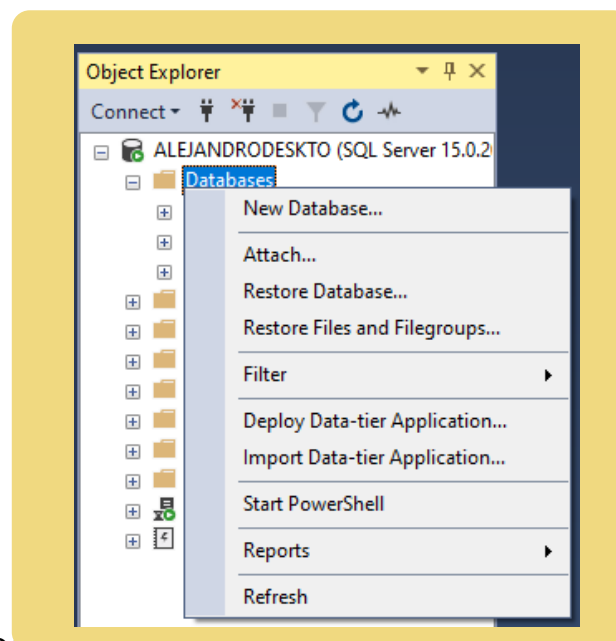 Object Explorer
Connect
ALEJANDRODESKTO (SQL Server 15.0.2
Databases
New Database...
Attach...
Restore Database...
Restore Files and Filegroups...
Filter
Deploy Data-tier Application...
Import Data-tier Application...
Start PowerShell
Reports
Refresh